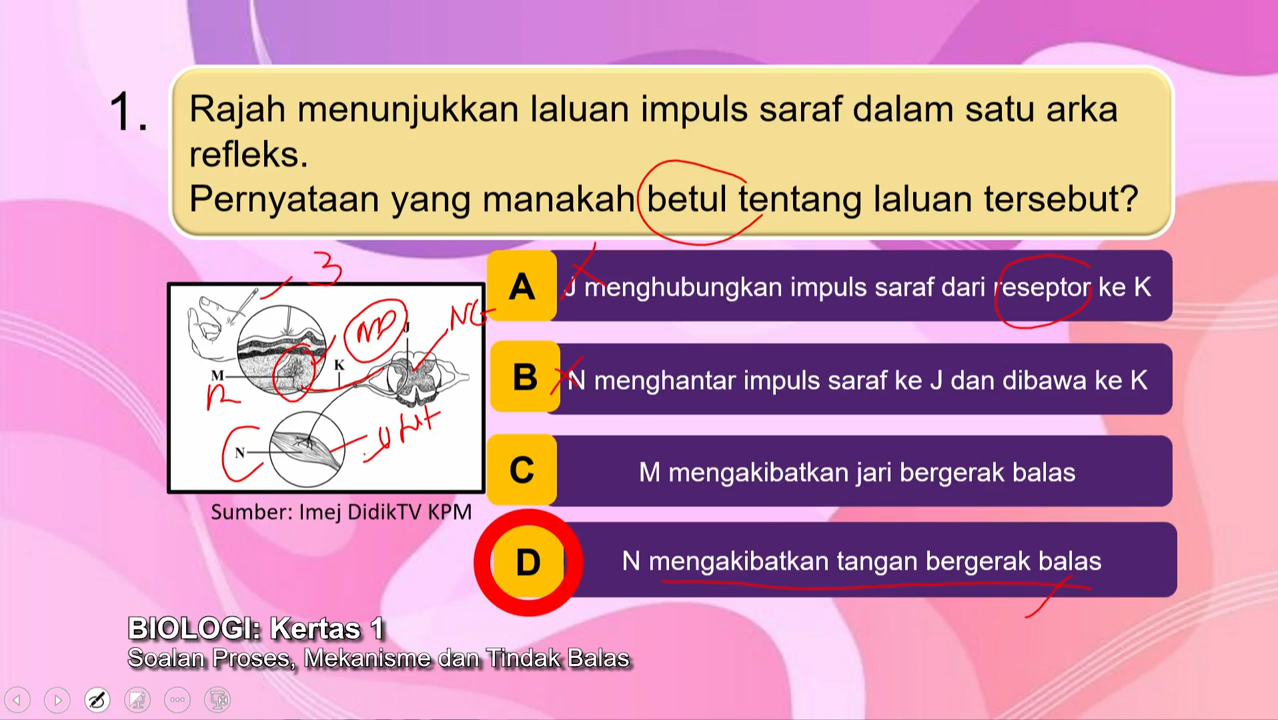 1.
Rajah menunjukkan laluan impuls saraf dalam satu arka
refleks.
Pernyataan yang manakah betul tentang laluan tersebut?
3
A
J menghubungkan impuls saraf dari reseptor ke K
NG
J
K
M
R
B
N menghantar impuls saraf ke J dan dibawa ke K
N
C
M mengakibatkan jari bergerak balas
Sumber: Imej DidikTV KPM
D
N mengakibatkan tangan bergerak balas
BIOLOGI: Kertas 1
Soalan Proses, Mekanisme dan Tindak Balas